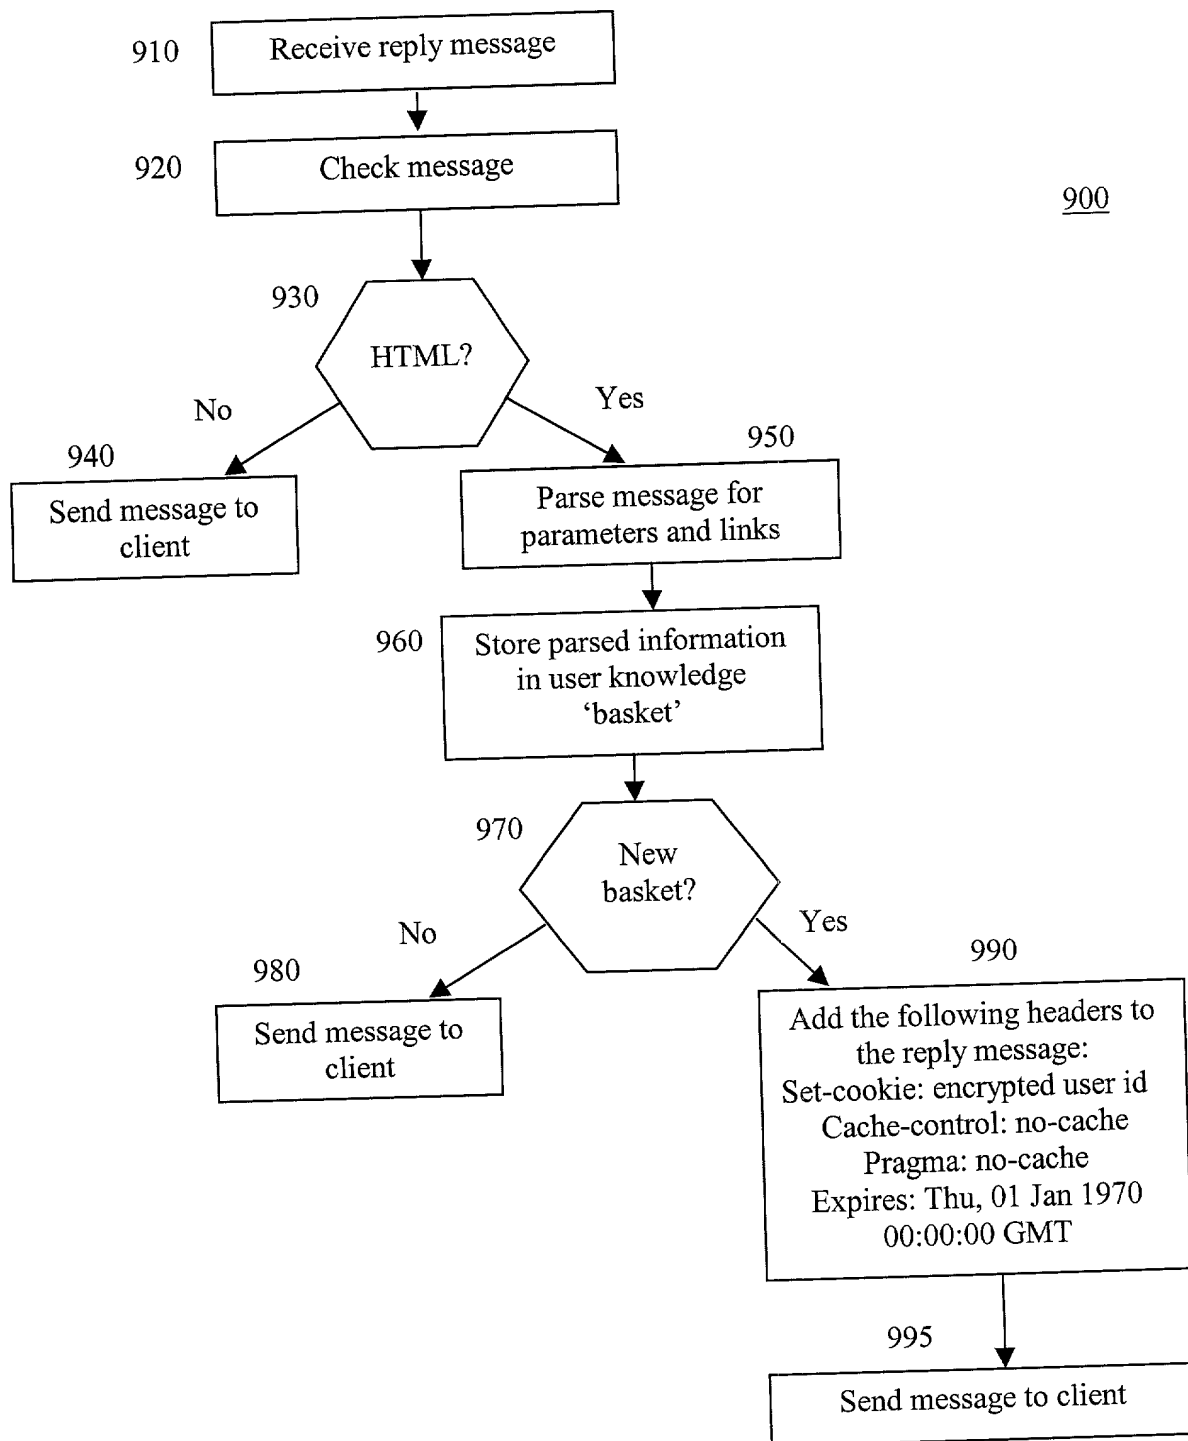 910
Receive reply message
920
Check message
900
930
HTML?
No
Yes
940
Send message to
client
950
Parse message for
parameters and links
960
Store parsed information
in user knowledge
‘basket’
970
New
basket?
No
Yes
980
Send message to
client
990
Add the following headers to
the reply message:
Set-cookie: encrypted user id
Cache-control: no-cache
Pragma: no-cache
Expires: Thu, 01 Jan 1970
00:00:00 GMT
995
Send message to client